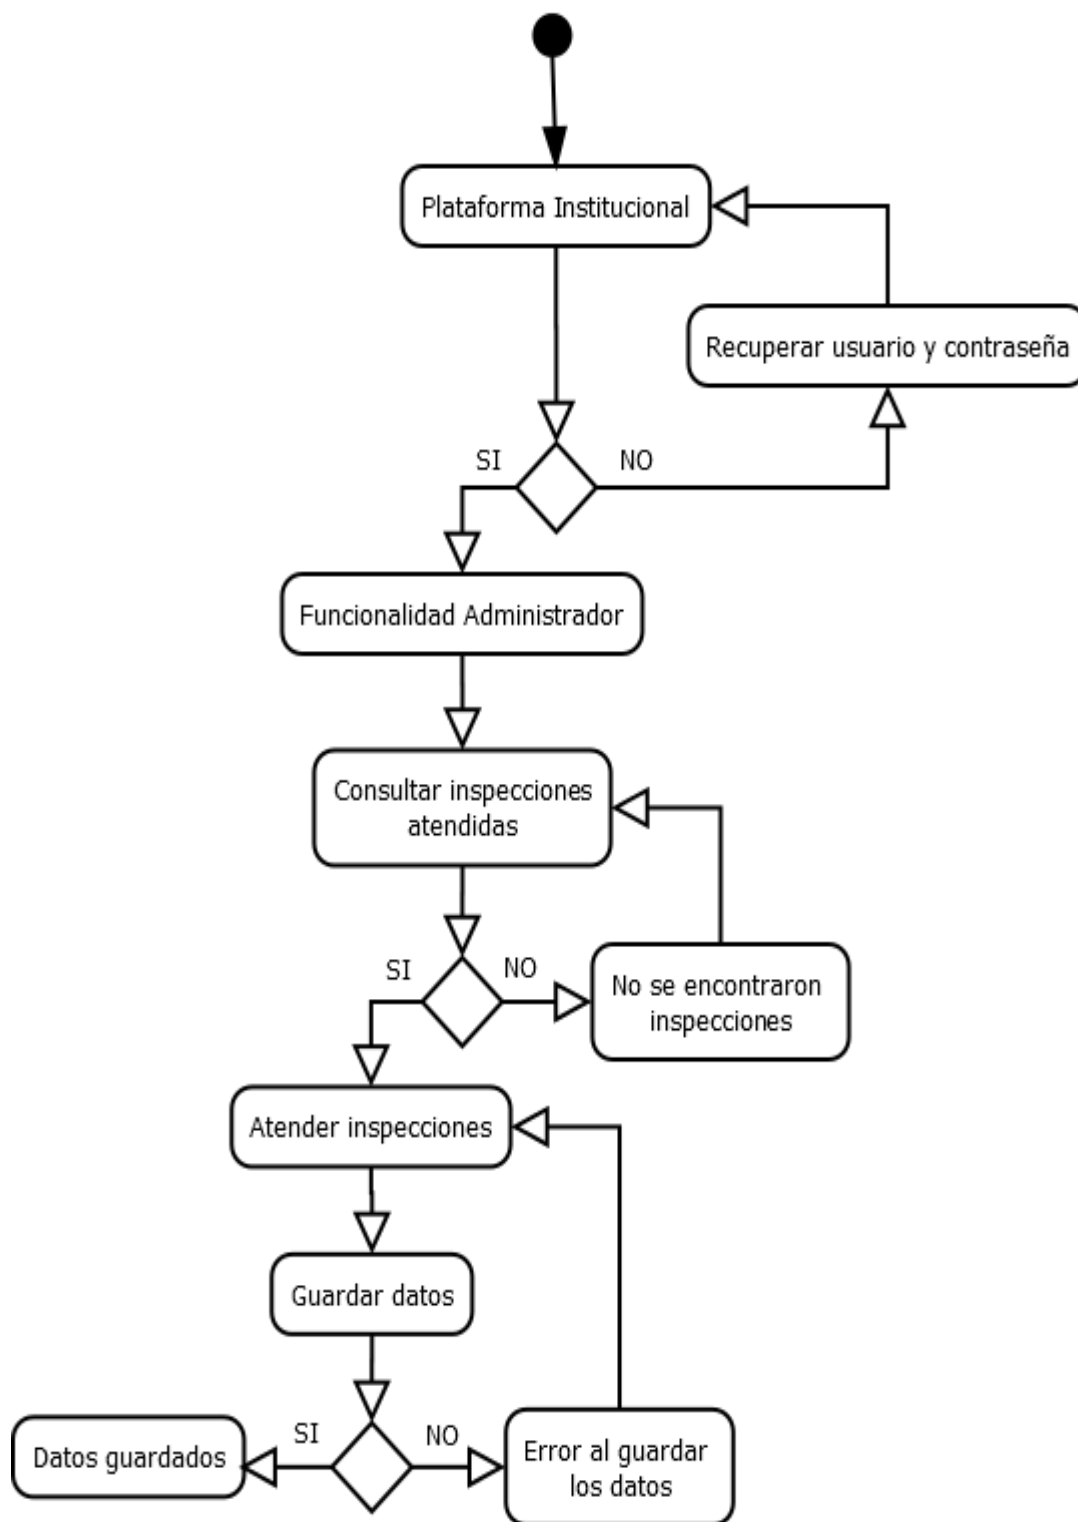 Plataforma Institucional
Recuperar usuario y contraseña
SI
NO
Funcionalidad Administrador
Consultar inspecciones
atendidas
SI
NO
No se encontraron
inspecciones
Atender inspecciones
Guardar datos
SI
NO
Datos guardados
Error al guardar
los datos